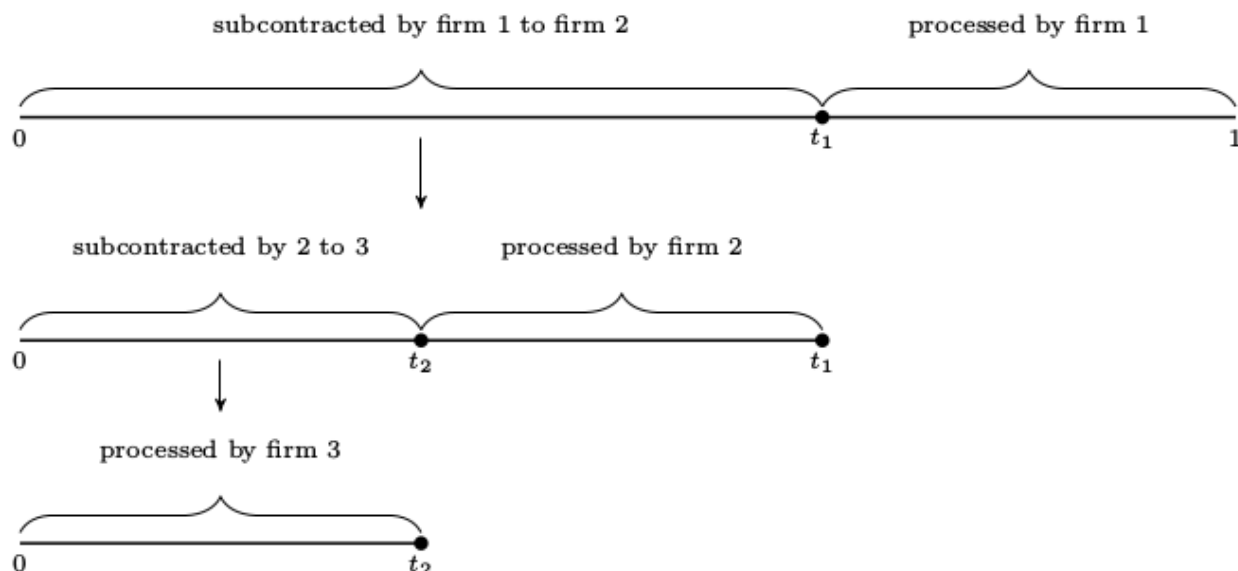 subcontracted by firm 1 to firm 2 processed by firm 1
0 t₁ 1
subcontracted by 2 to 3 processed by firm 2
0 t₂ t₁
processed by firm 3
0 t₂